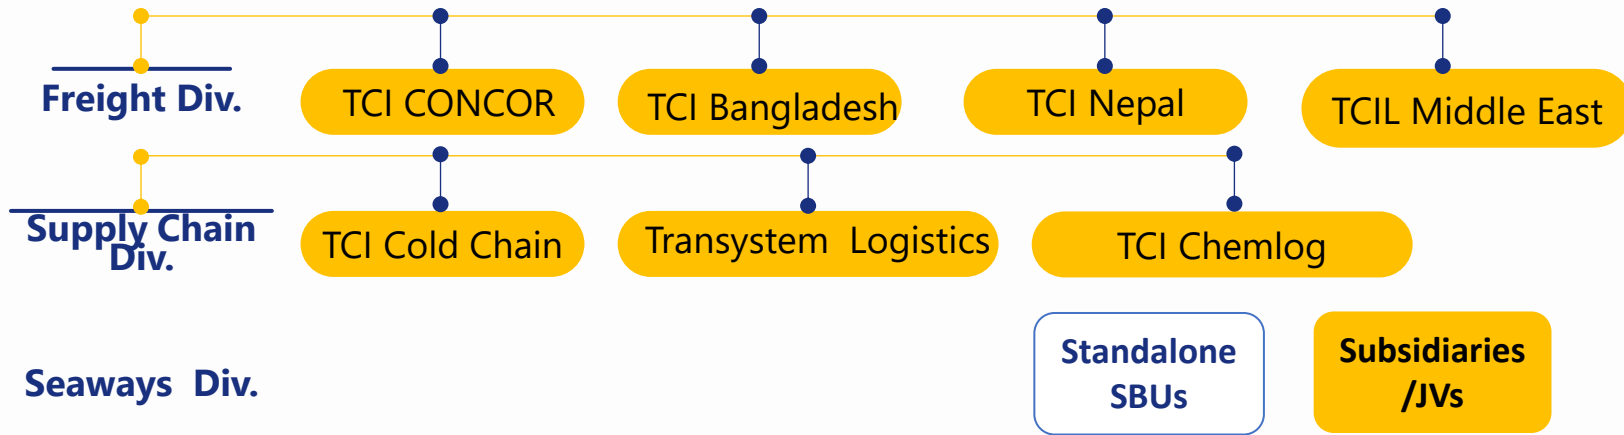 Freight Div.
TCI CONCOR
TCI Bangladesh
TCI Nepal
TCIL Middle East
Supply Chain
Div.
TCI Cold Chain
Transystem Logistics
TCI Chemlog
Seaways Div.
Standalone
SBUs
Subsidiaries
/JVs